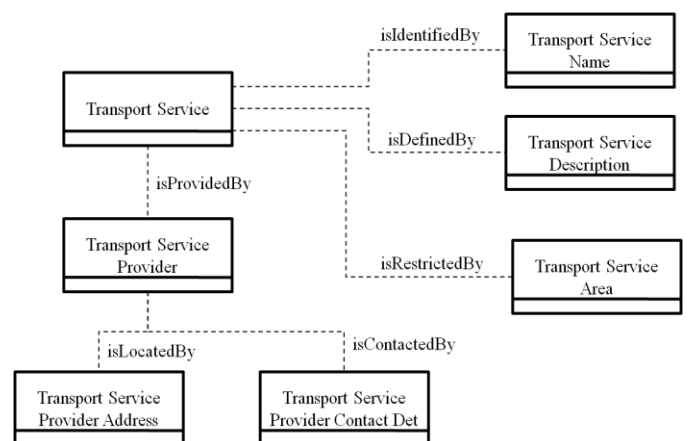 isIdentifiedBy
Transport Service
Name
Transport Service
isDefinedBy
Transport Service
Description
isProvidedBy
Transport Service
Provider
isRestrictedBy
Transport Service
Area
isLocatedBy
isContactedBy
Transport Service
Provider Address
Transport Service
Provider Contact Det